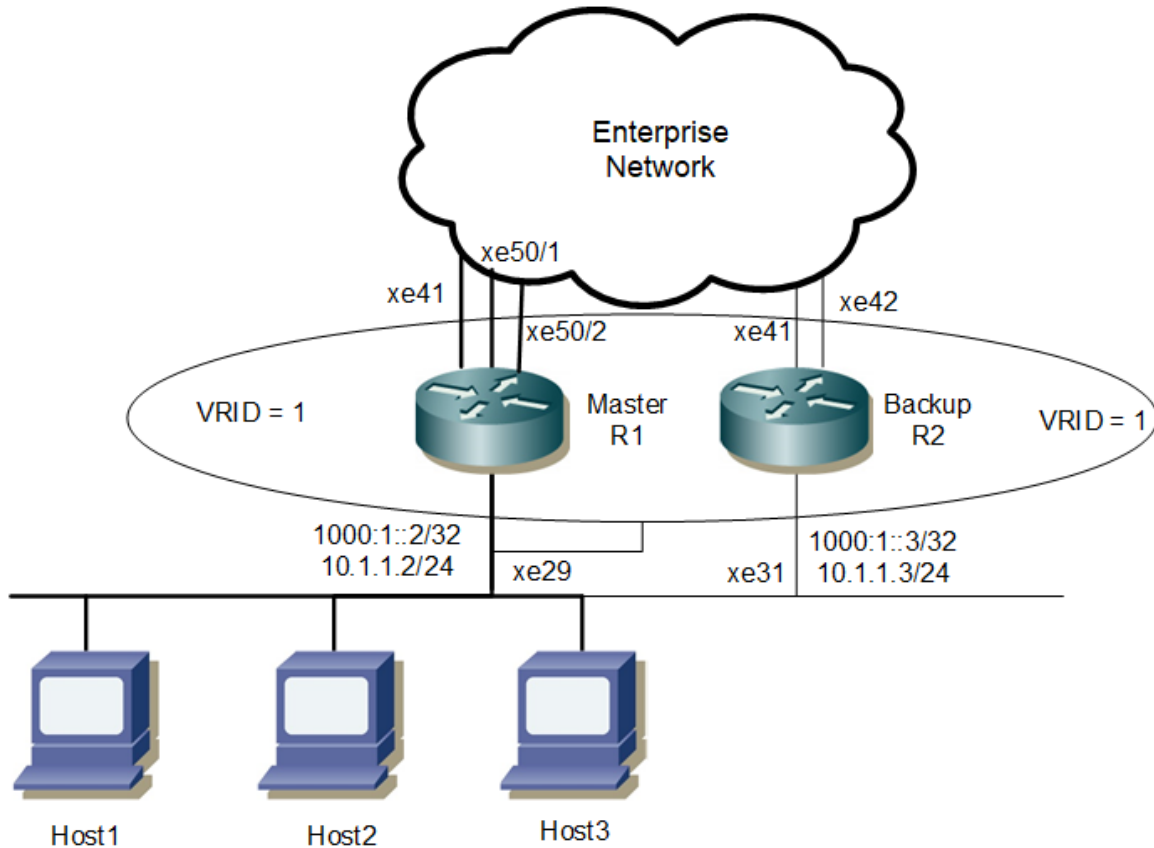 Enterprise
Network
xe50/1
xe41
xe42
xe50/2
xe41
VRID = 1
Master
R1
Backup
R2
VRID = 1
1000:1::2/32
10.1.1.2/24
xe29
1000:1::3/32
xe31
10.1.1.3/24
Host1
Host2
Host3